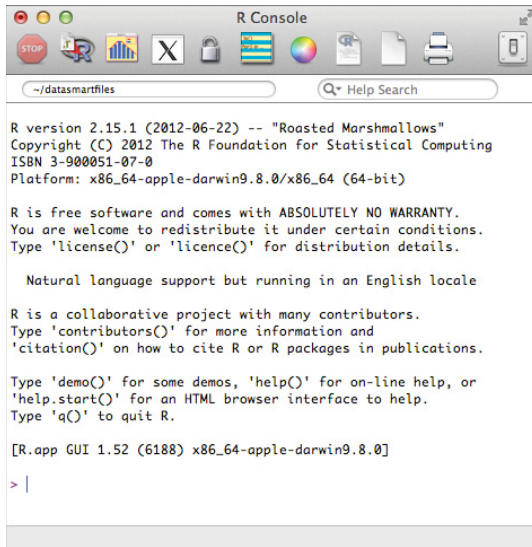 R Console
STOP
R
X
R
~/datasmartfiles
Help Search
R version 2.15.1 (2012-06-22) -- "Roasted Marshmallows"
Copyright (C) 2012 The R Foundation for Statistical Computing
ISBN 3-900051-07-0
Platform: x86_64-apple-darwin9.8.0/x86_64 (64-bit)
R is free software and comes with ABSOLUTELY NO WARRANTY.
You are welcome to redistribute it under certain conditions.
Type 'license()' or 'licence()' for distribution details.
Natural language support but running in an English locale
R is a collaborative project with many contributors.
Type 'contributors()' for more information and
'citation()' on how to cite R or R packages in publications.
Type 'demo()' for some demos, 'help()' for on-line help, or
'help.start()' for an HTML browser interface to help.
Type 'q()' to quit R.
[R.app GUI 1.52 (6188) x86_64-apple-darwin9.8.0]
>